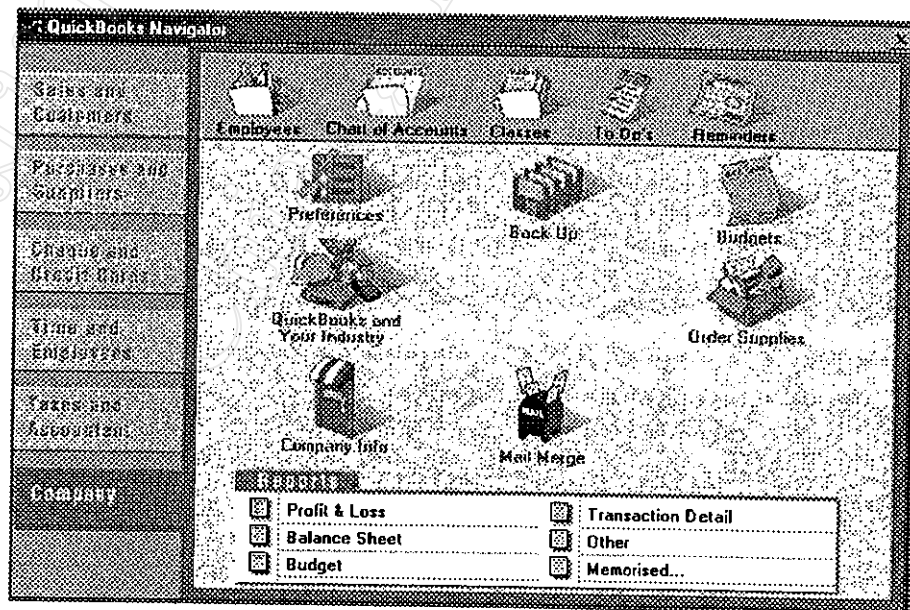 QuickBooks Navigator
X
Sales and
Customers
Purchases and
Suppliers
Cheque and
Credit Cards
Time and
Employees
Taxes and
Accountant
Company
ACCOUNTS
Employees Chart of Accounts Classes To Do's Reminders
Preferences
Back Up
Budgets
QuickBooks and
Your Industry
Order Supplies
Company Info
MAIL
Mail Merge
Reports
Profit & Loss
Transaction Detail
Balance Sheet
Other
Budget
Memorised...